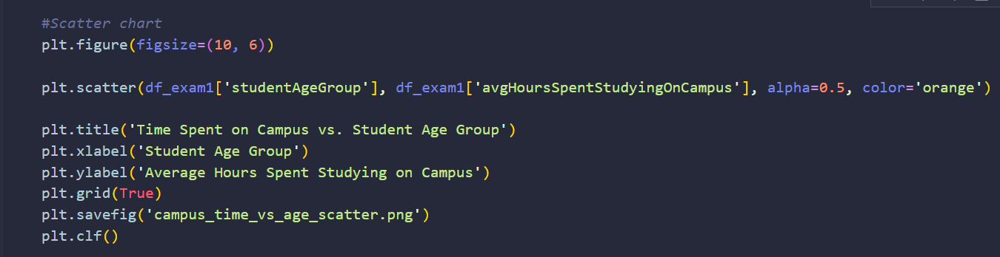 #Scatter chart
plt.figure(figsize=(10, 6))
plt.scatter(df_exam1['studentAgeGroup'], df_exam1['avgHoursSpentStudyingOnCampus'], alpha=0.5, color='orange')
plt.title('Time Spent on Campus vs. Student Age Group')
plt.xlabel('Student Age Group')
plt.ylabel('Average Hours Spent Studying on Campus')
plt.grid(True)
plt.savefig('campus_time_vs_age_scatter.png')
plt.clf()